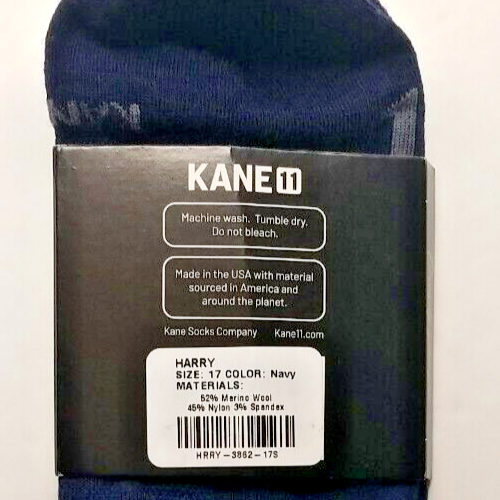 KANE11
Machine wash. Tumble dry.
Do not bleach.
Made in the USA with material
sourced in America and
around the planet.
Kane Socks Company Kane11.com
HARRY
SIZE: 17 COLOR: Navy
MATERIALS:
52% Merino Wool
45% Nylon 3% Spandex
HRRY-3862-17S